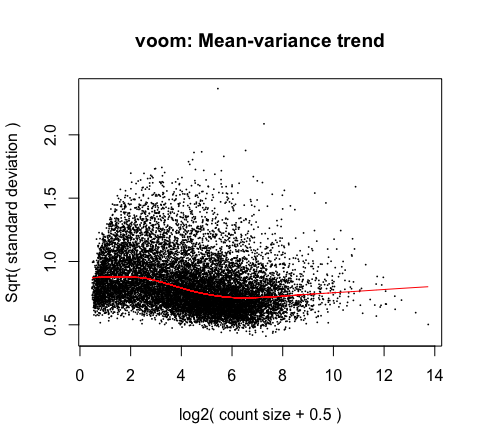 voom: Mean-variance trend
Sqrt( standard deviation )
2.0
1.5
1.0
0.5
0 2 4 6 8 10 12 14
log2( count size + 0.5 )